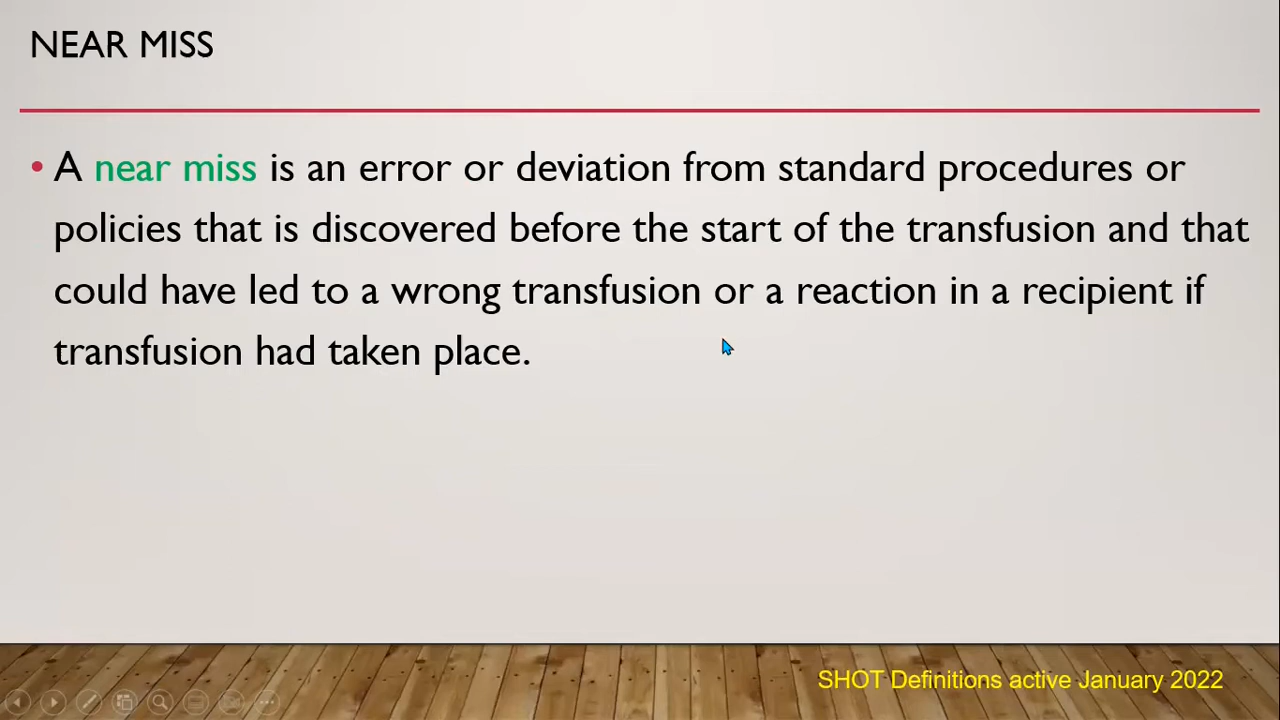 NEAR MISS
• A near miss is an error or deviation from standard procedures or
policies that is discovered before the start of the transfusion and that
could have led to a wrong transfusion or a reaction in a recipient if
transfusion had taken place.
SHOT Definitions active January 2022